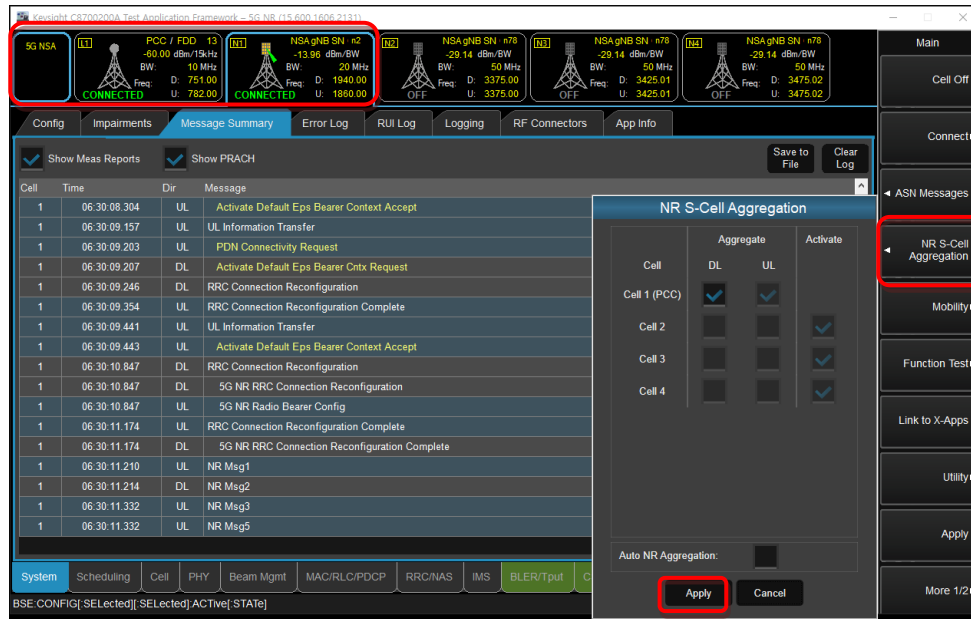 Keysight C8700200A Test Application Framework – 5G NR (15.600.1606.2131)
5G NSA
L1 PCC / FDD 13
-60.00 dBm/15kHz
BW: 10 MHz
Freq: D: 751.00
CONNECTED U: 782.00
N1 NSA gNB SN · n2
-13.96 dBm/BW
BW: 20 MHz
Freq: D: 1940.00
CONNECTED U: 1860.00
N2 NSA gNB SN · n78
-29.14 dBm/BW
BW: 50 MHz
Freq: D: 3375.00
OFF U: 3375.00
N3 NSA gNB SN · n78
-29.14 dBm/BW
BW: 50 MHz
Freq: D: 3425.01
OFF U: 3425.01
N4 NSA gNB SN · n78
-29.14 dBm/BW
BW: 50 MHz
Freq: D: 3475.02
OFF U: 3475.02
Config Impairments Message Summary Error Log RUI Log Logging RF Connectors App Info
Show Meas Reports Show PRACH
Save to
File
Clear
Log
Cell Time Dir Message
1 06:30:08.304 UL Activate Default Eps Bearer Context Accept
1 06:30:09.157 UL UL Information Transfer
1 06:30:09.203 UL PDN Connectivity Request
1 06:30:09.207 DL Activate Default Eps Bearer Cntx Request
1 06:30:09.246 DL RRC Connection Reconfiguration
1 06:30:09.354 UL RRC Connection Reconfiguration Complete
1 06:30:09.441 UL UL Information Transfer
1 06:30:09.443 UL Activate Default Eps Bearer Context Accept
1 06:30:10.847 DL RRC Connection Reconfiguration
1 06:30:10.847 DL 5G NR RRC Connection Reconfiguration
1 06:30:10.847 UL 5G NR Radio Bearer Config
1 06:30:11.174 UL RRC Connection Reconfiguration Complete
1 06:30:11.174 DL 5G NR RRC Connection Reconfiguration Complete
1 06:30:11.210 UL NR Msg1
1 06:30:11.214 DL NR Msg2
1 06:30:11.332 UL NR Msg3
1 06:30:11.332 UL NR Msg5
System Scheduling Cell PHY Beam Mgmt MAC/RLC/PDCP RRC/NAS IMS BLER/Tput C
BSE:CONFIG[:SELected][:SELected]:ACTive[:STATe]
NR S-Cell Aggregation
Aggregate Activate
Cell DL UL
Cell 1 (PCC)
Cell 2
Cell 3
Cell 4
Auto NR Aggregation:
Apply Cancel
Main
Cell Off
Connect
ASN Messages
NR S-Cell
Aggregation
Mobility
Function Test
Link to X-Apps
Utility
Apply
More 1/2